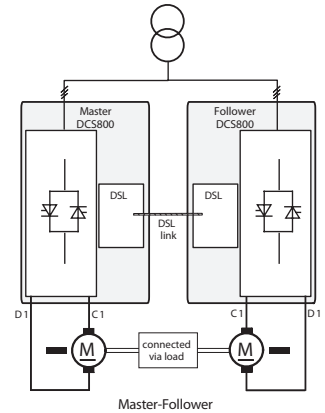 Master
DCS800
Follower
DCS800
DSL
DSL
DSL
link
D1
C1
C1
D1
M
connected
via load
M
Master-Follower